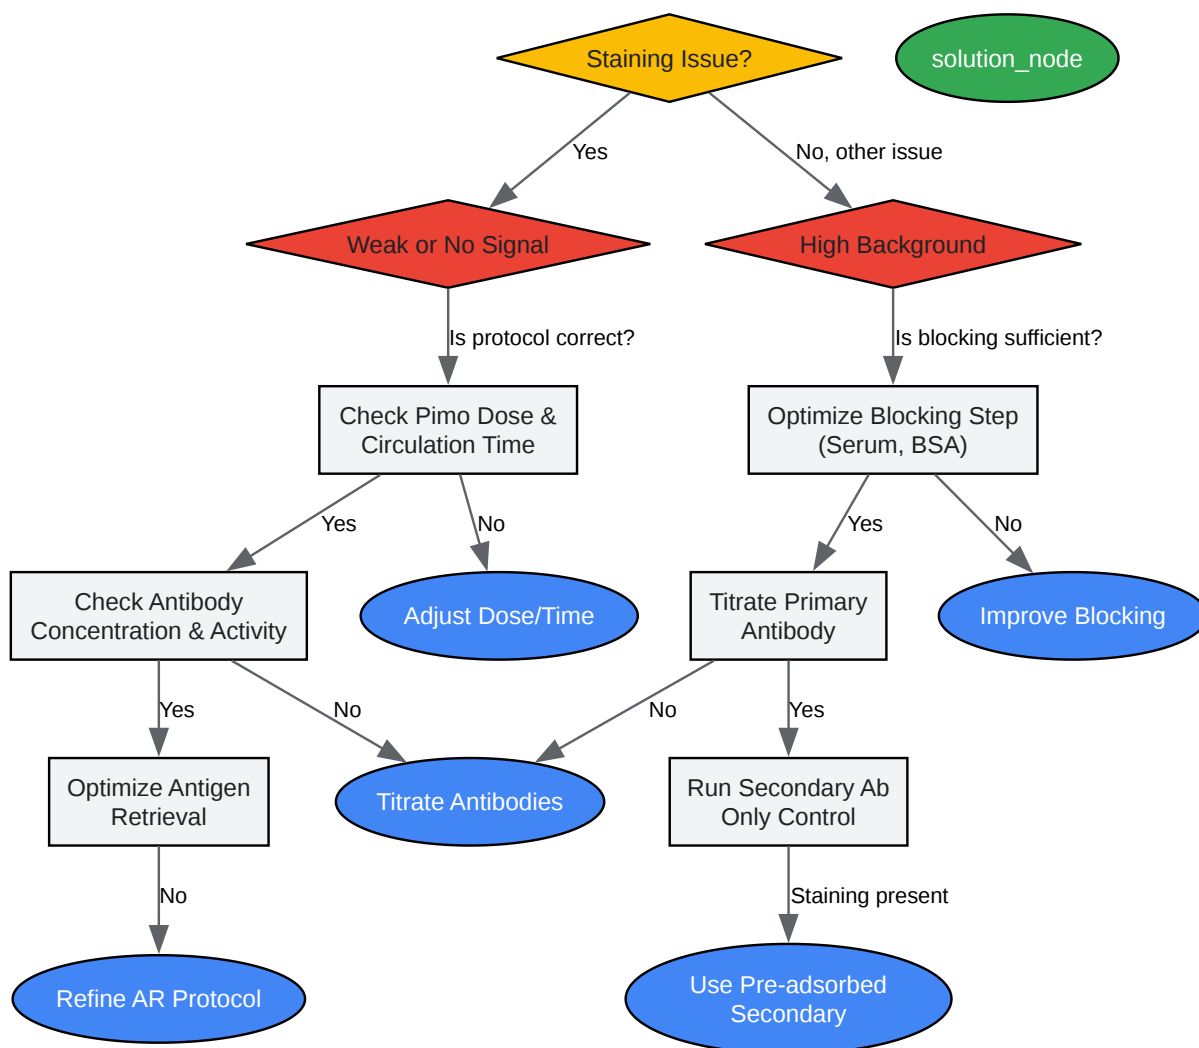 Staining Issue?
solution_node
Yes
No, other issue
Weak or No Signal
High Background
Is protocol correct?
Is blocking sufficient?
Check Pimo Dose &
Circulation Time
Optimize Blocking Step
(Serum, BSA)
Yes
No
Yes
No
Check Antibody
Concentration & Activity
Adjust Dose/Time
Titrate Primary
Antibody
Improve Blocking
Yes
No
No
Yes
Optimize Antigen
Retrieval
Titrate Antibodies
Run Secondary Ab
Only Control
No
Staining present
Refine AR Protocol
Use Pre-adsorbed
Secondary